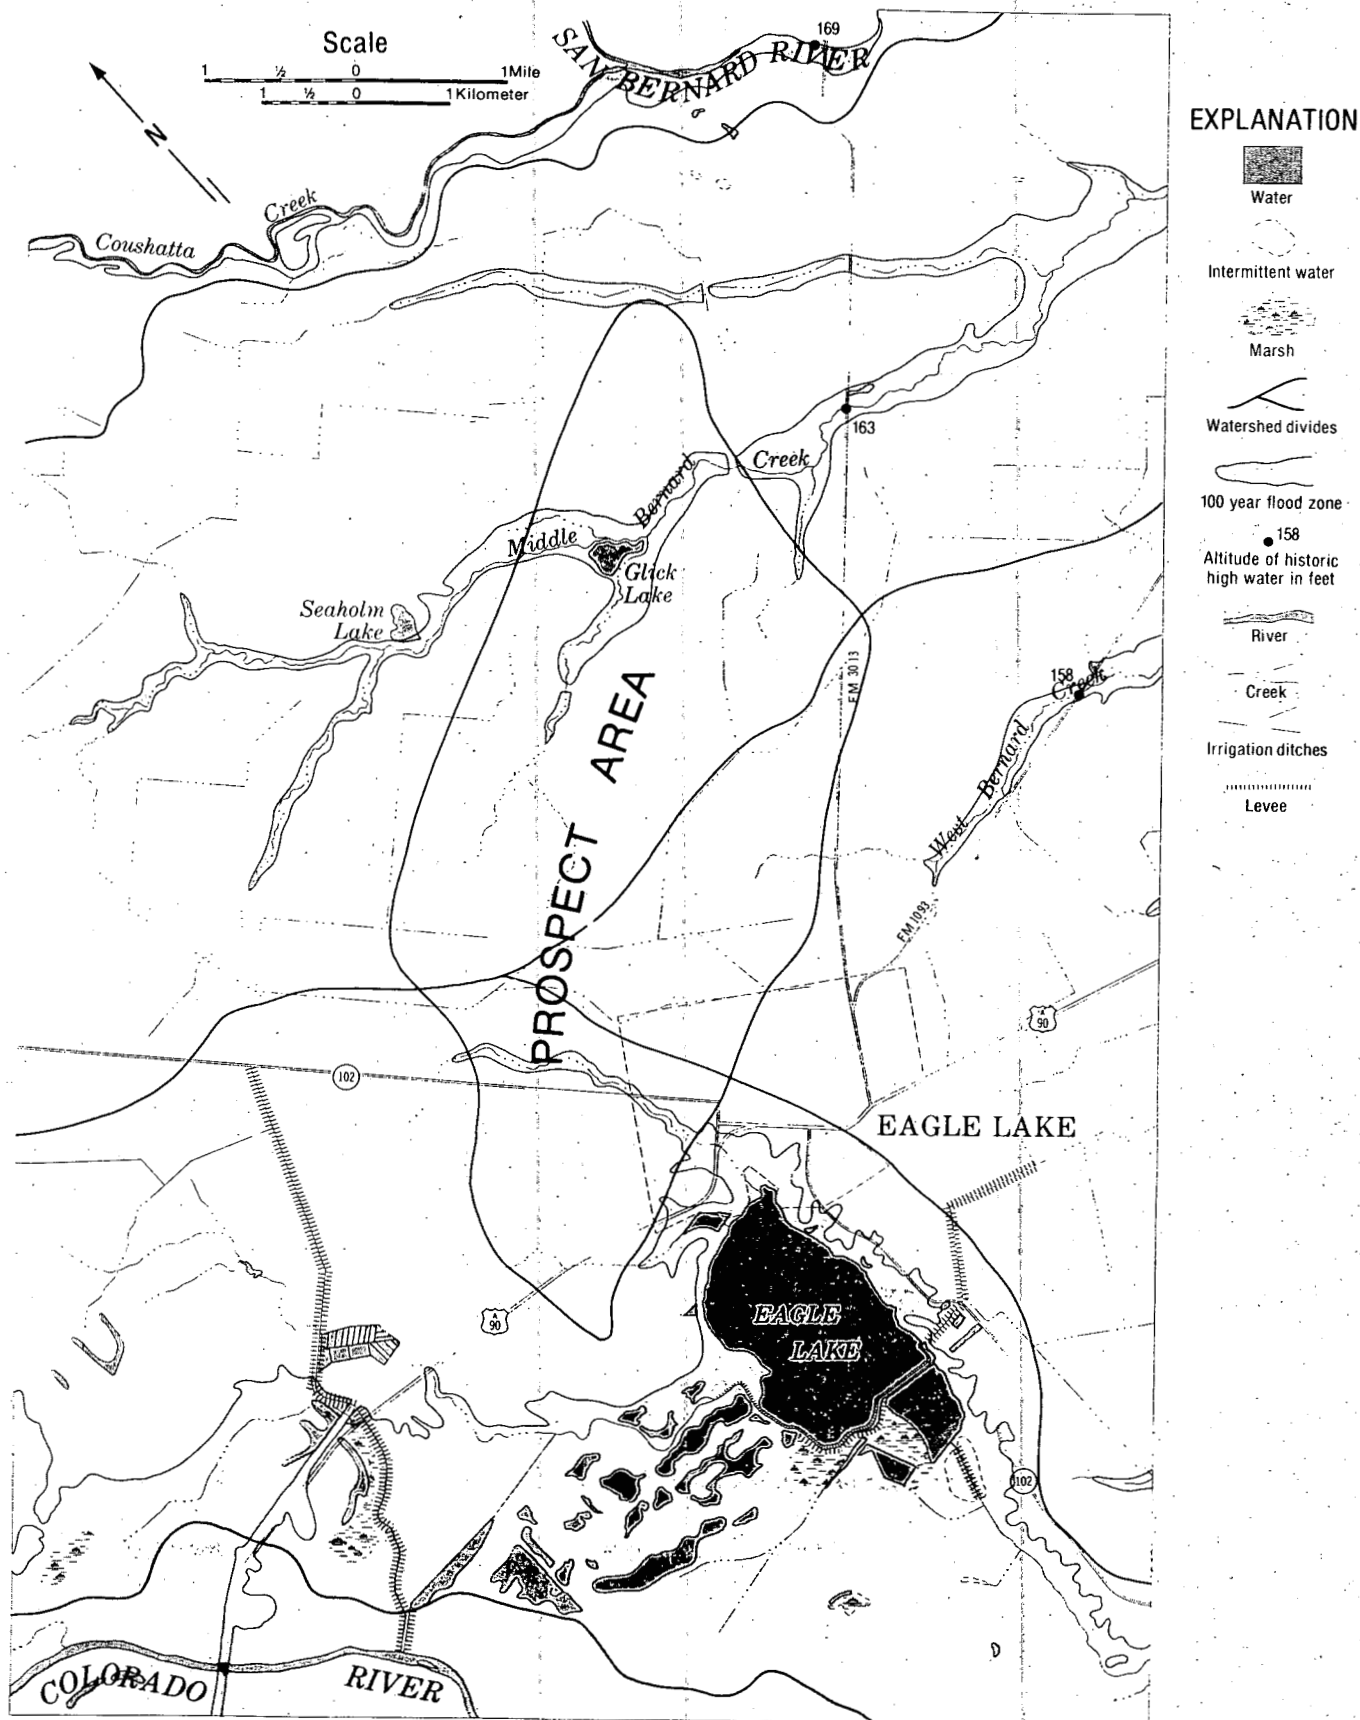 Scale
1 ½ 0 1 Mile
1 ½ 0 1 Kilometer
N
SAN BERNARD RIVER
169
Coushatta Creek
163
Middle Bernard Creek
Glick
Lake
Seaholm
Lake
PROSPECT AREA
FM 3013
158
West Bernard Creek
FM 1093
90
102
EAGLE LAKE
90
EAGLE
LAKE
102
COLORADO RIVER
EXPLANATION
Water
Intermittent water
Marsh
Watershed divides
100 year flood zone
158
Altitude of historic
high water in feet
River
Creek
Irrigation ditches
Levee